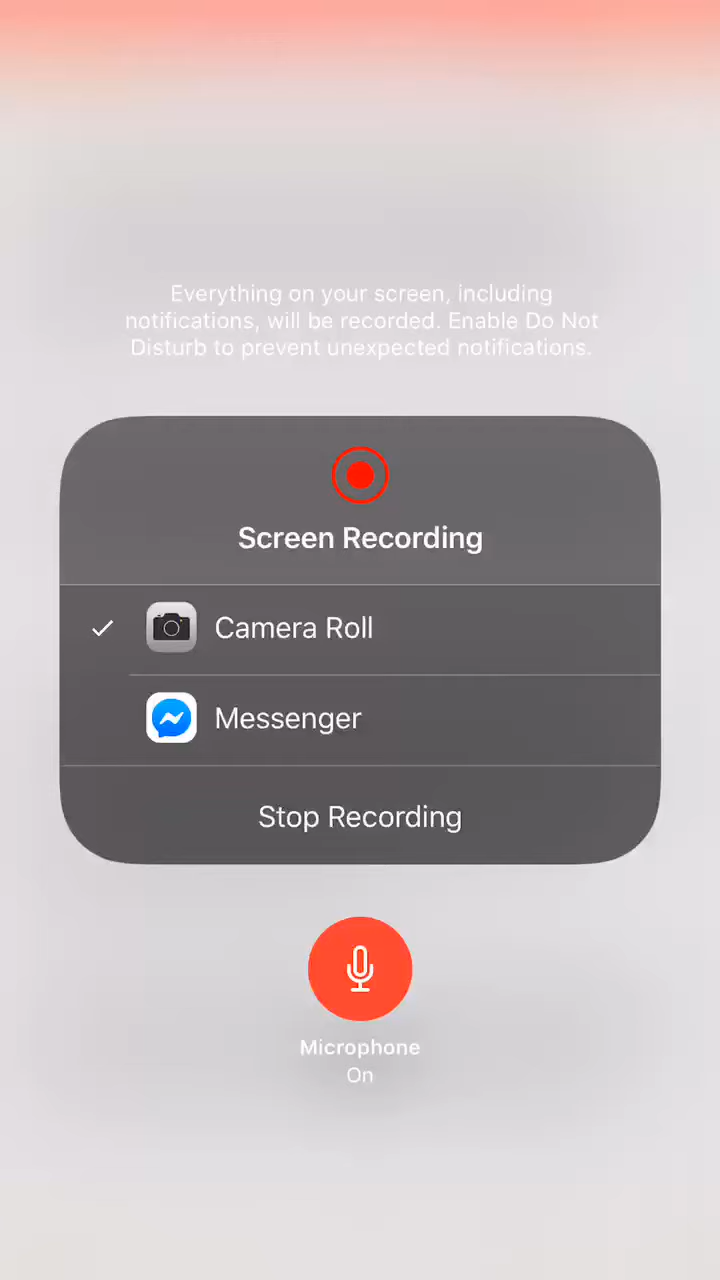 Everything on your screen, including
notifications, will be recorded. Enable Do Not
Disturb to prevent unexpected notifications.
Screen Recording
Camera Roll
Messenger
Stop Recording
Microphone
On